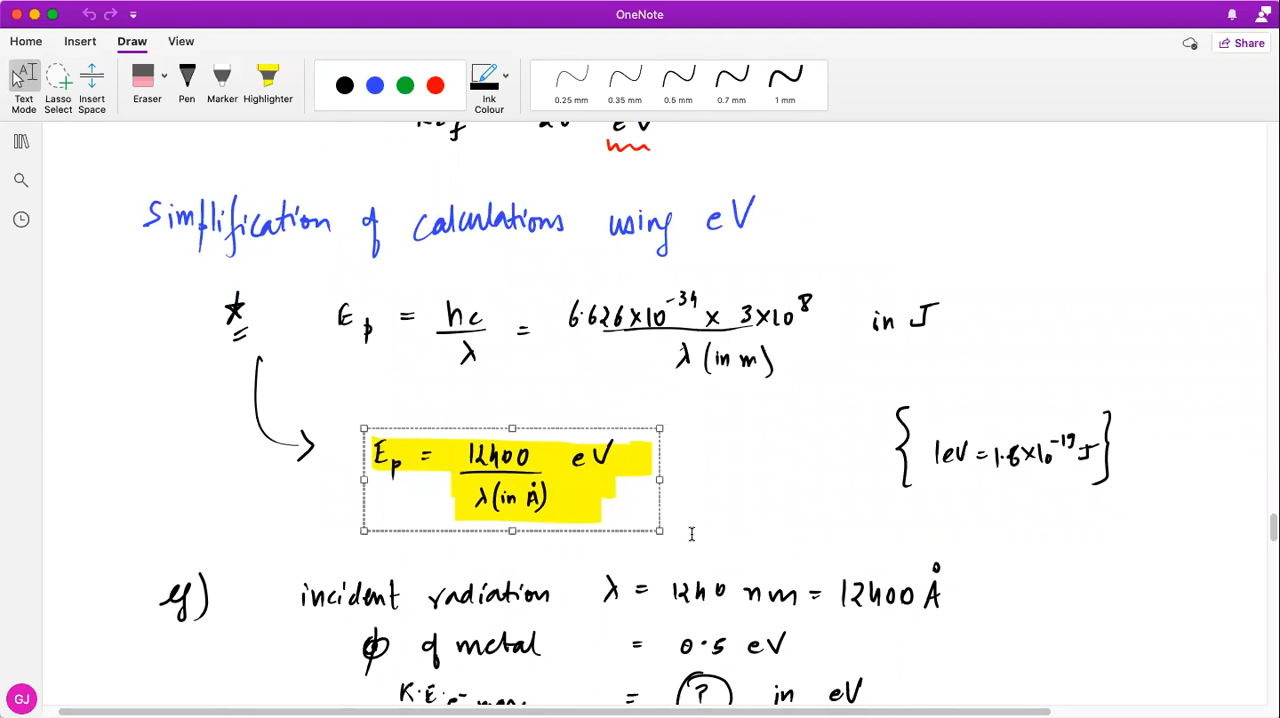 OneNote
Home Insert Draw View
Share
Text Mode
Lasso Select
Insert Space
Eraser
Pen
Marker
Highlighter
Ink Colour
0.25 mm 0.35 mm 0.5 mm 0.7 mm 1 mm
eV
Simplification of calculations using eV
* Ep = hc/λ = 6.626×10^-34 × 3×10^8 / λ (in m) in J
Ep = 12400 / λ (in Å) eV
{ 1eV = 1.6×10^-19 J }
eg) incident radiation λ = 1240 nm = 12400 Å
ϕ of metal = 0.5 eV
K.E. e- max = ? in eV
GJ